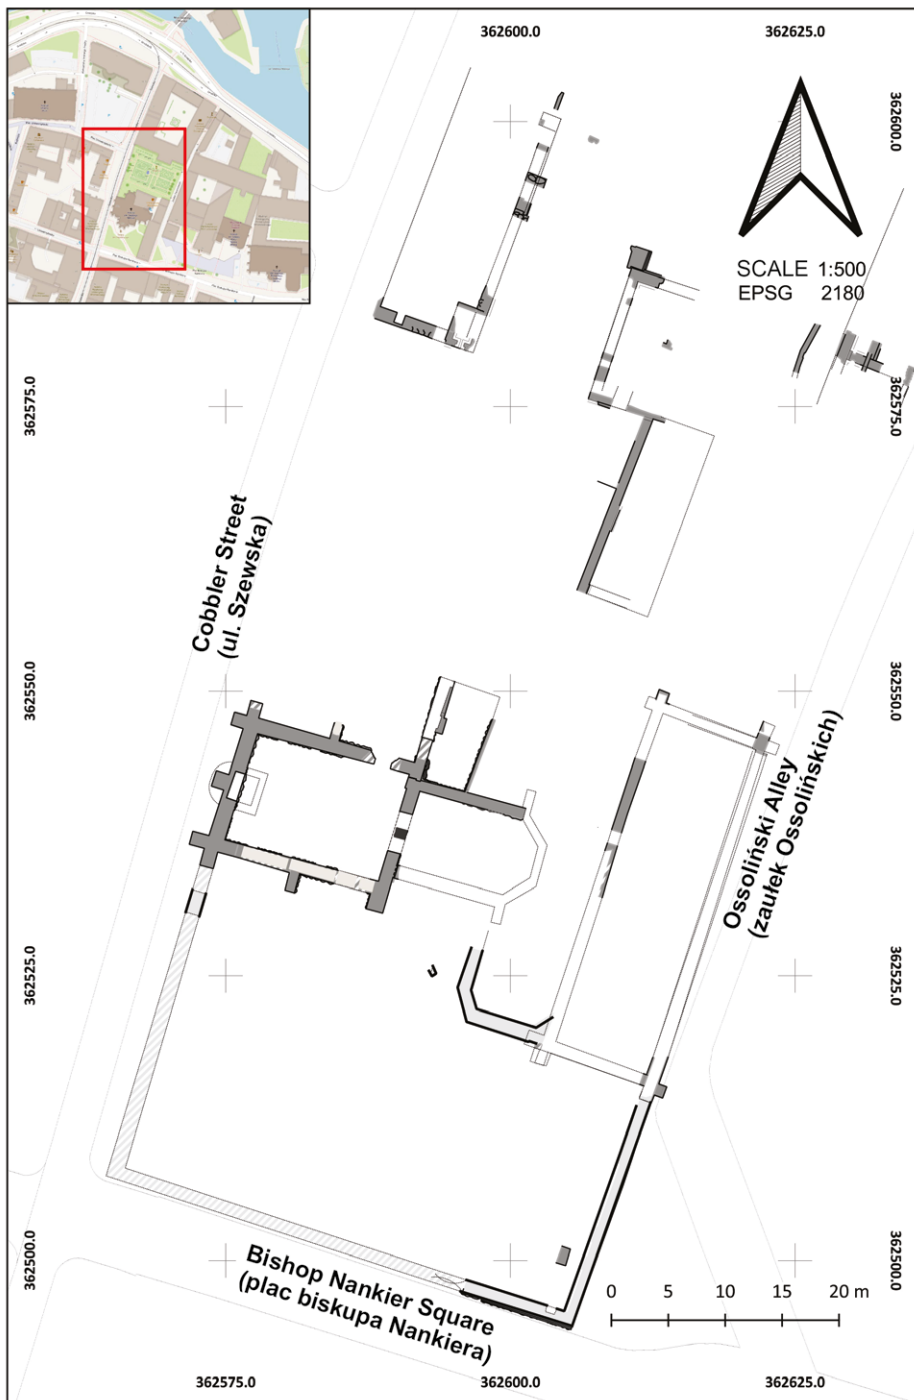 362600.0
362625.0
362600.0
SCALE 1:500
EPSG 2180
362575.0
362575.0
Cobbler Street
(ul. Szewska)
362550.0
362550.0
Ossoliński Alley
(zaułek Ossolińskich)
362525.0
362525.0
362500.0
362500.0
Bishop Nankier Square
(plac biskupa Nankiera)
0 5 10 15 20 m
362575.0
362600.0
362625.0